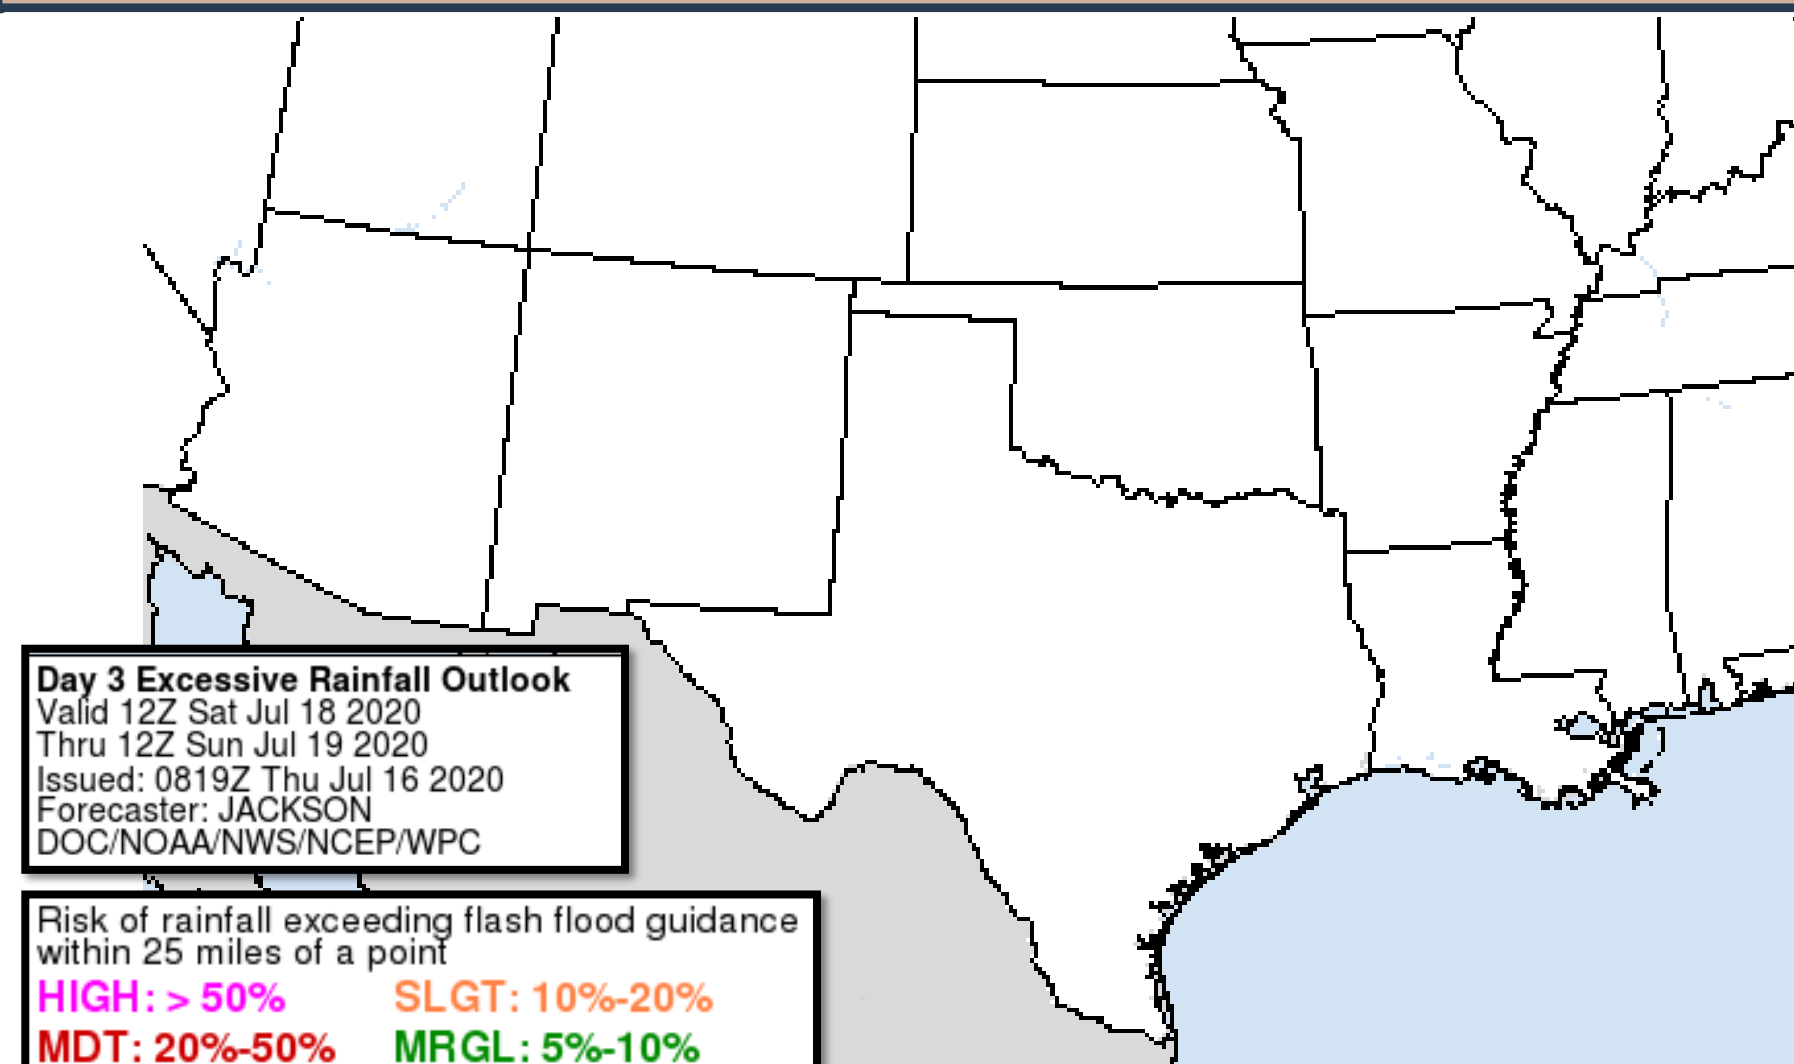 Day 3 Excessive Rainfall Outlook
Valid 12Z Sat Jul 18 2020
Thru 12Z Sun Jul 19 2020
Issued: 0819Z Thu Jul 16 2020
Forecaster: JACKSON
DOC/NOAA/NWS/NCEP/WPC
Risk of rainfall exceeding flash flood guidance
within 25 miles of a point
HIGH: > 50% SLGT: 10%-20%
MDT: 20%-50% MRGL: 5%-10%